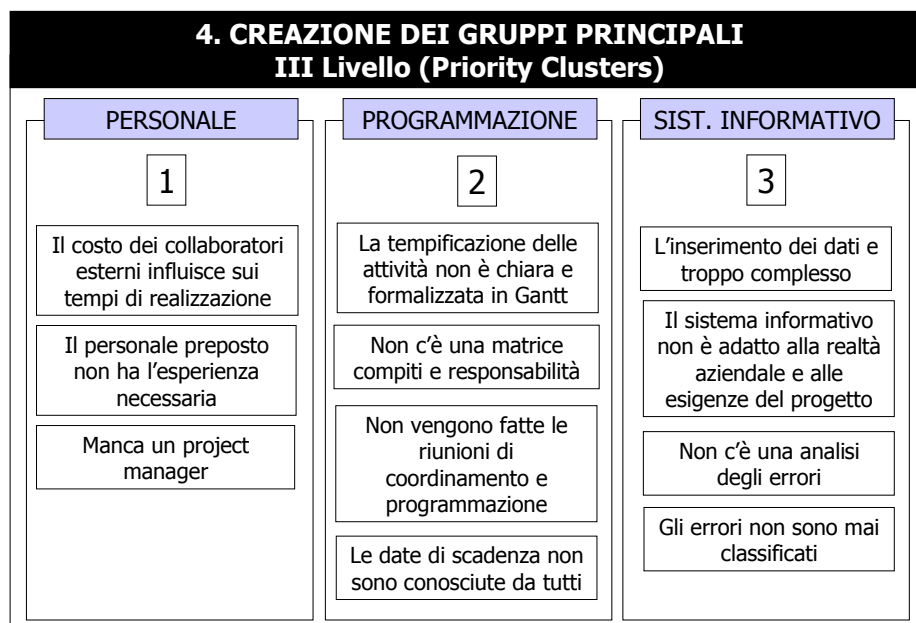 4. CREAZIONE DEI GRUPPI PRINCIPALI
III Livello (Priority Clusters)
PERSONALE
1
Il costo dei collaboratori
esterni influisce sui
tempi di realizzazione
Il personale preposto
non ha l’esperienza
necessaria
Manca un project
manager
PROGRAMMAZIONE
2
La tempificazione delle
attività non è chiara e
formalizzata in Gantt
Non c’è una matrice
compiti e responsabilità
Non vengono fatte le
riunioni di
coordinamento e
programmazione
Le date di scadenza non
sono conosciute da tutti
SIST. INFORMATIVO
3
L’inserimento dei dati e
troppo complesso
Il sistema informativo
non è adatto alla realtà
aziendale e alle
esigenze del progetto
Non c’è una analisi
degli errori
Gli errori non sono mai
classificati